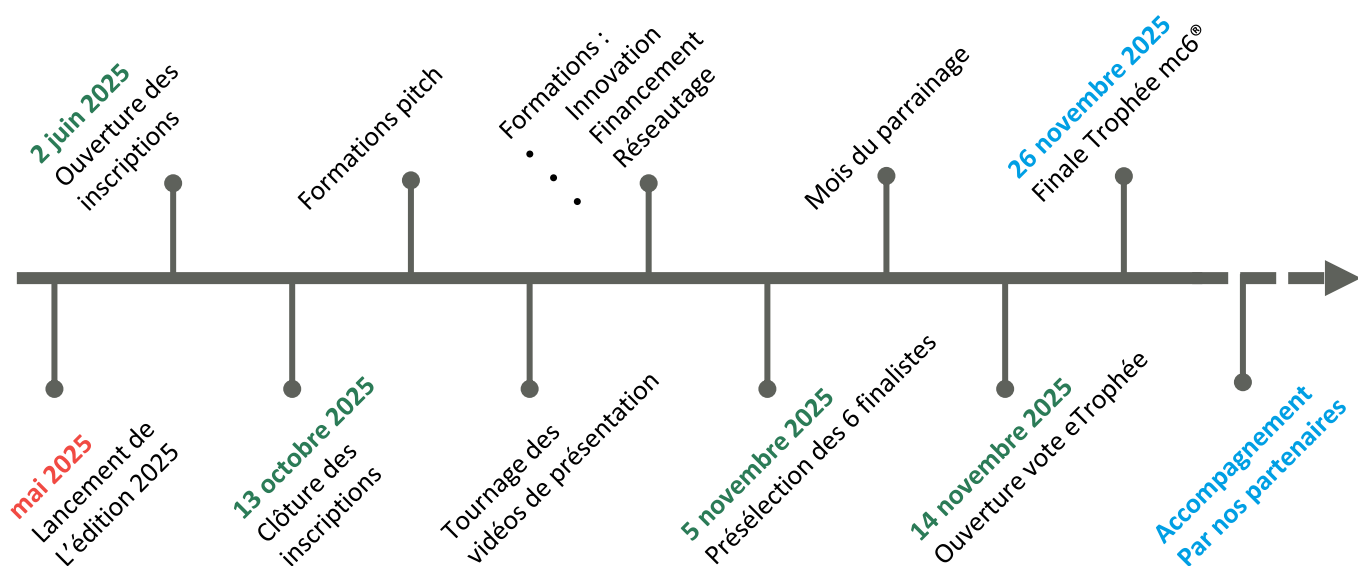 mai 2025
Lancement de
L’édition 2025
2 juin 2025
Ouverture des
inscriptions
13 octobre 2025
Clôture des
inscriptions
Formations pitch
Tournage des
vidéos de présentation
Formations :
• Innovation
• Financement
• Réseautage
5 novembre 2025
Présélection des 6 finalistes
Mois du parrainage
14 novembre 2025
Ouverture vote eTrophée
26 novembre 2025
Finale Trophée mc6®
Accompagnement
Par nos partenaires